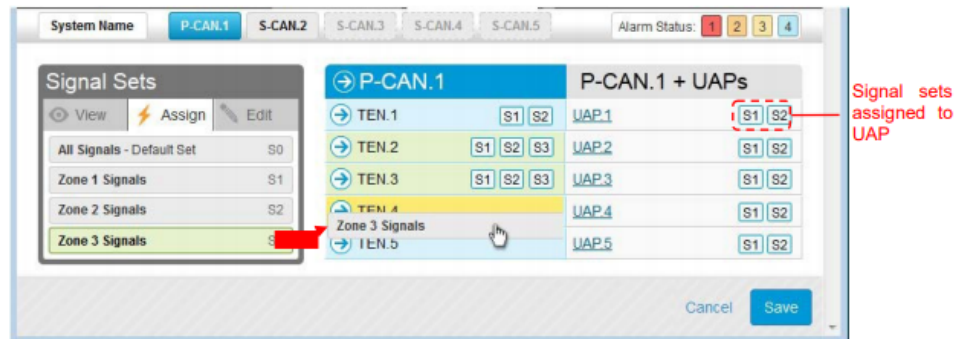 System Name P-CAN.1 S-CAN.2 S-CAN.3 S-CAN.4 S-CAN.5 Alarm Status: 1 2 3 4
Signal Sets
View Assign Edit
All Signals - Default Set S0
Zone 1 Signals S1
Zone 2 Signals S2
Zone 3 Signals
P-CAN.1 P-CAN.1 + UAPs
TEN.1 S1 S2 UAP.1 S1 S2
TEN.2 S1 S2 S3 UAP.2 S1 S2
TEN.3 S1 S2 S3 UAP.3 S1 S2
TEN.4 UAP.4 S1 S2
Zone 3 Signals
TEN.5 UAP.5 S1 S2
Signal sets
assigned to
UAP
Cancel Save